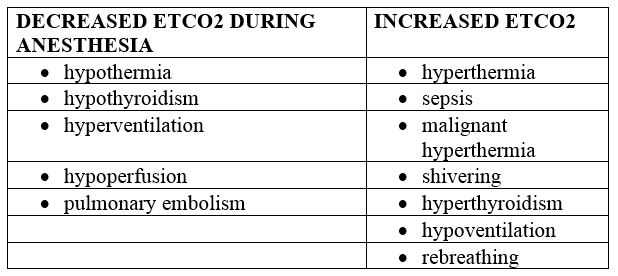 DECREASED ETCO2 DURING ANESTHESIA
INCREASED ETCO2
• hypothermia
• hyperthermia
• hypothyroidism
• sepsis
• hyperventilation
• malignant hyperthermia
• hypoperfusion
• shivering
• pulmonary embolism
• hyperthyroidism
• hypoventilation
• rebreathing